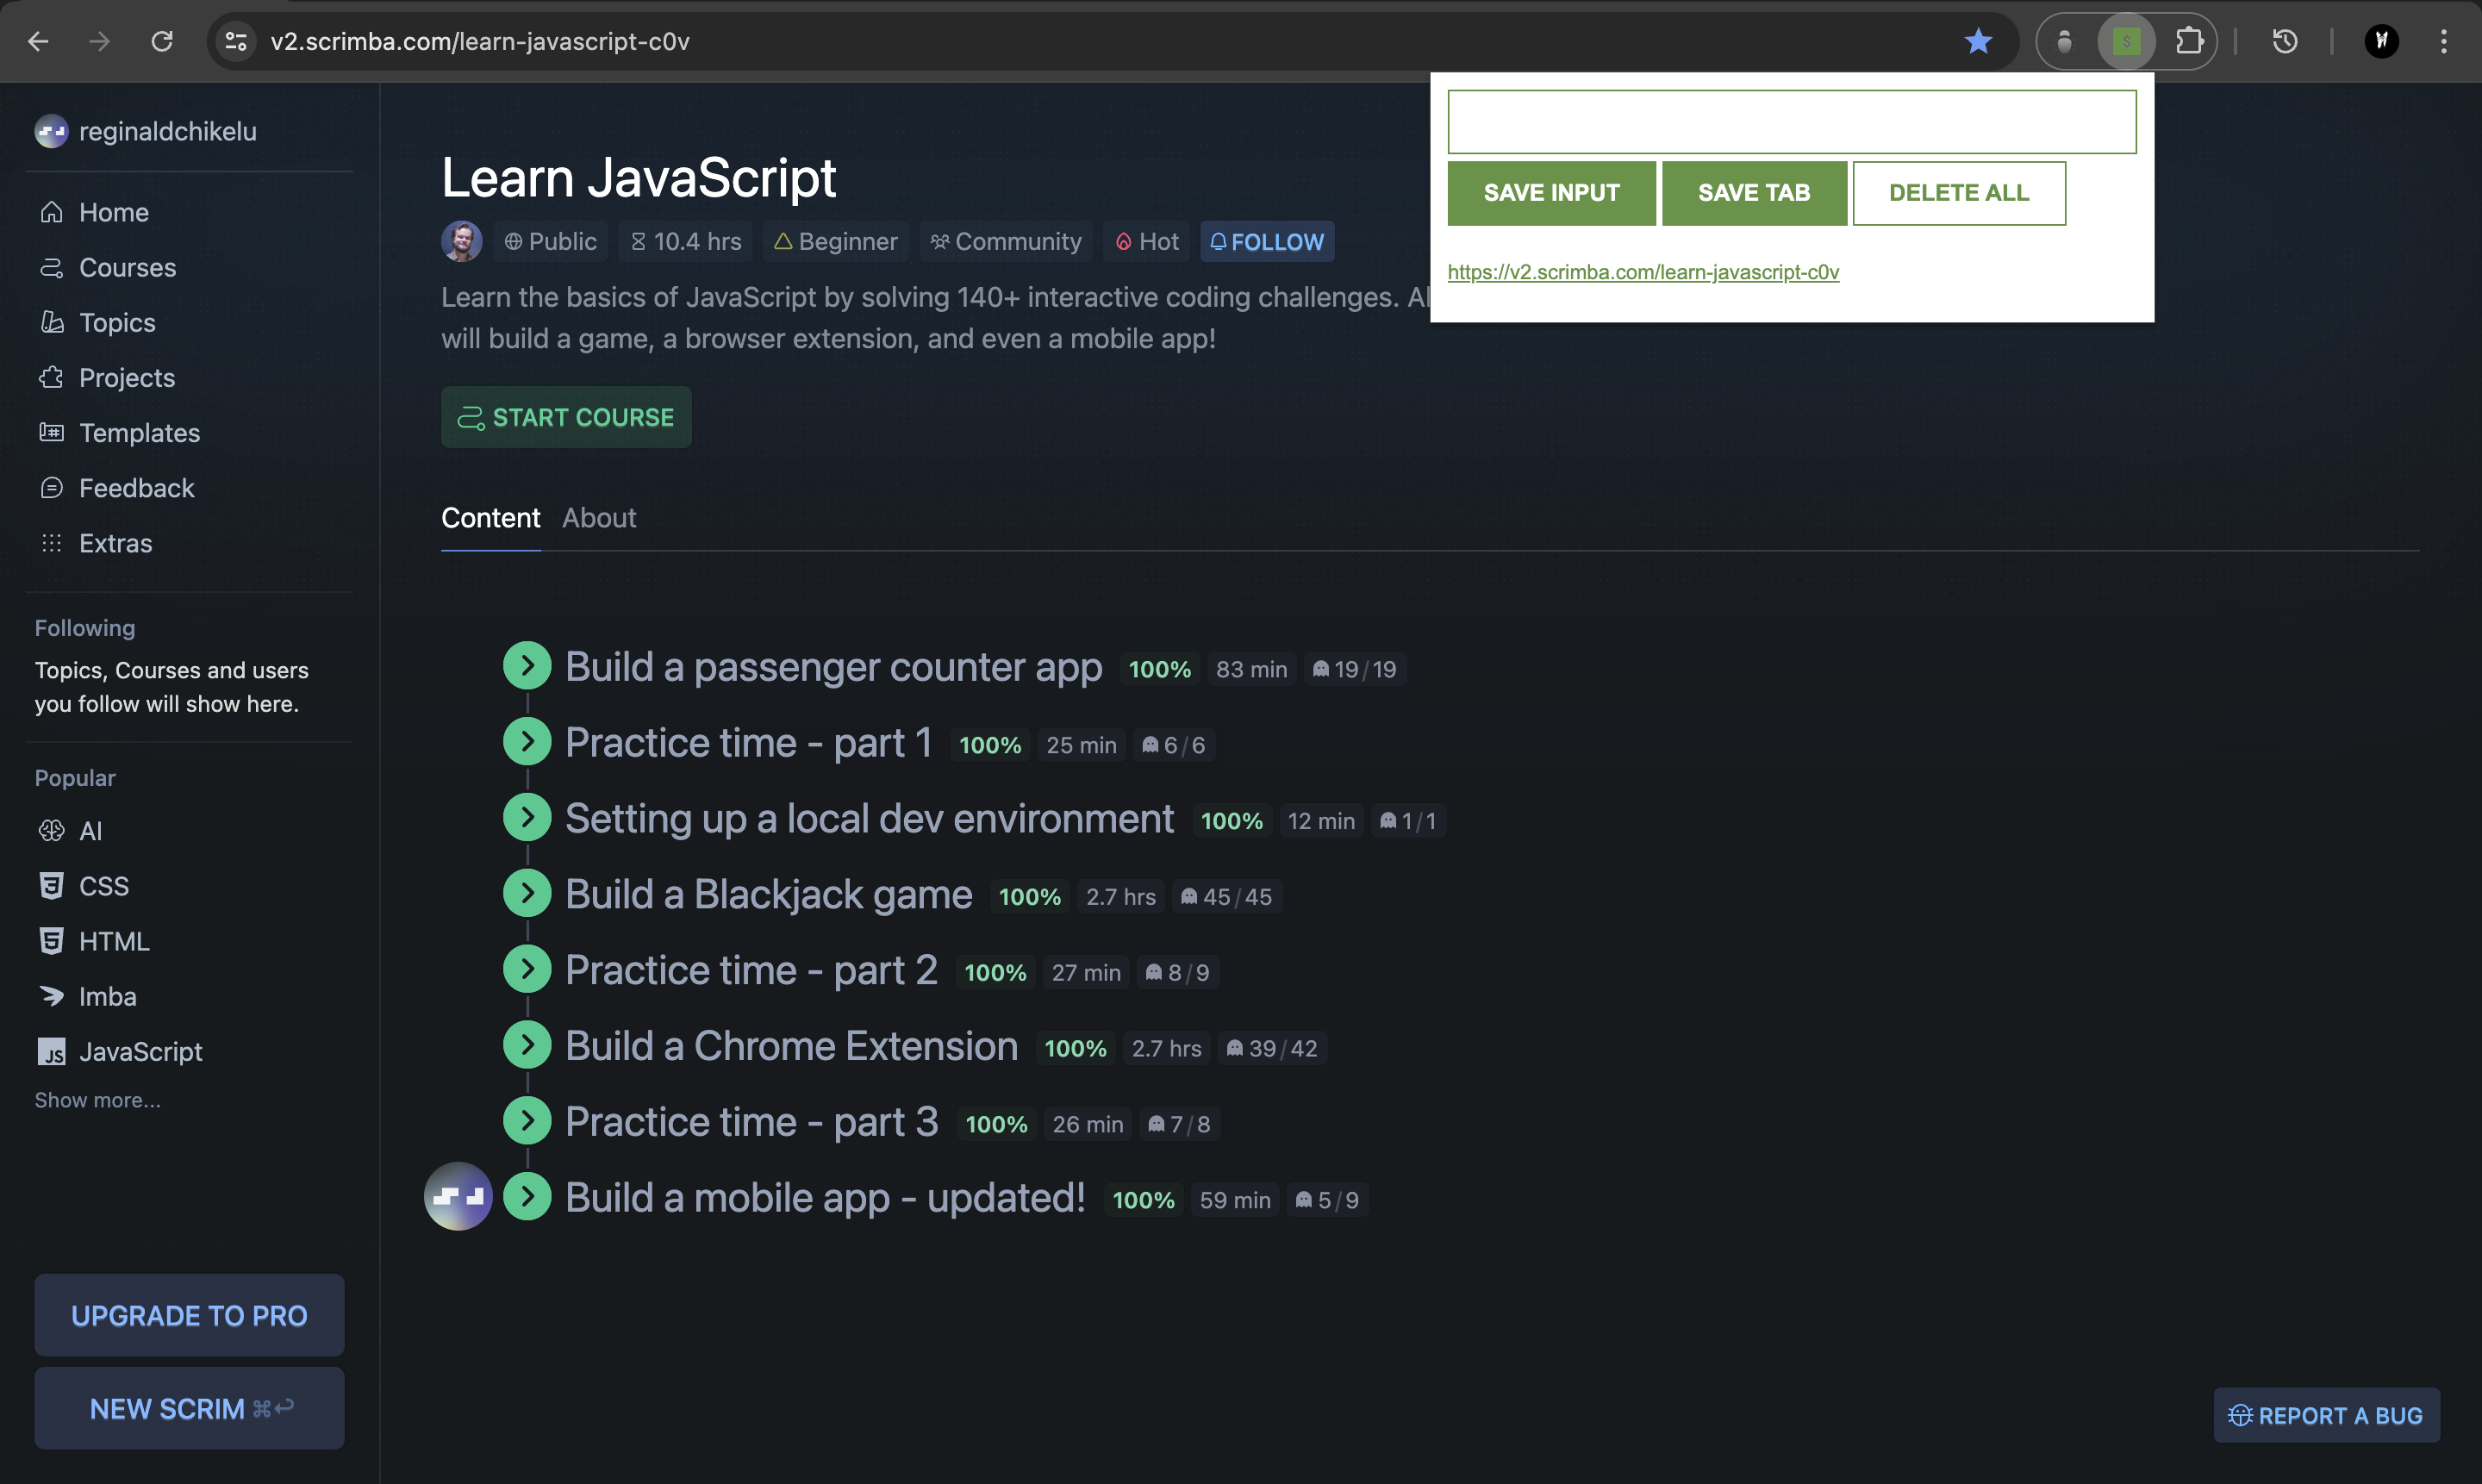 v2.scrimba.com/learn-javascript-c0v
$
reginaldchikelu
Home
Courses
Topics
Projects
Templates
Feedback
Extras
Following
Topics, Courses and users
you follow will show here.
Popular
AI
CSS
HTML
Imba
JavaScript
Show more...
UPGRADE TO PRO
NEW SCRIM ⌘↩
Learn JavaScript
Public 10.4 hrs Beginner Community Hot FOLLOW
Learn the basics of JavaScript by solving 140+ interactive coding challenges. Al
will build a game, a browser extension, and even a mobile app!
START COURSE
Content About
Build a passenger counter app 100% 83 min 19/19
Practice time - part 1 100% 25 min 6/6
Setting up a local dev environment 100% 12 min 1/1
Build a Blackjack game 100% 2.7 hrs 45/45
Practice time - part 2 100% 27 min 8/9
Build a Chrome Extension 100% 2.7 hrs 39/42
Practice time - part 3 100% 26 min 7/8
Build a mobile app - updated! 100% 59 min 5/9
SAVE INPUT SAVE TAB DELETE ALL
https://v2.scrimba.com/learn-javascript-c0v
REPORT A BUG